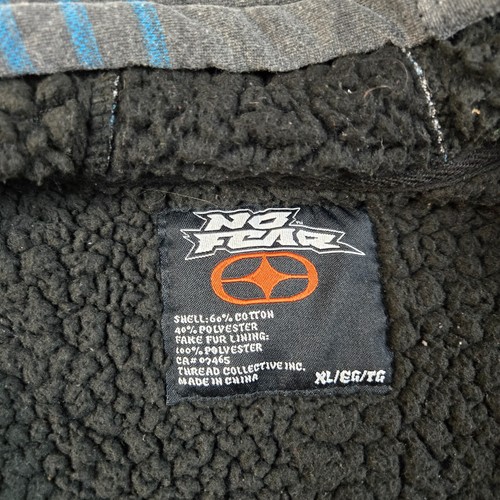 NO
FEAR
SHELL: 60% COTTON
40% POLYESTER
FAKE FUR LINING:
100% POLYESTER
CA# 07465
THREAD COLLECTIVE INC.
MADE IN CHINA
XL/EG/TG